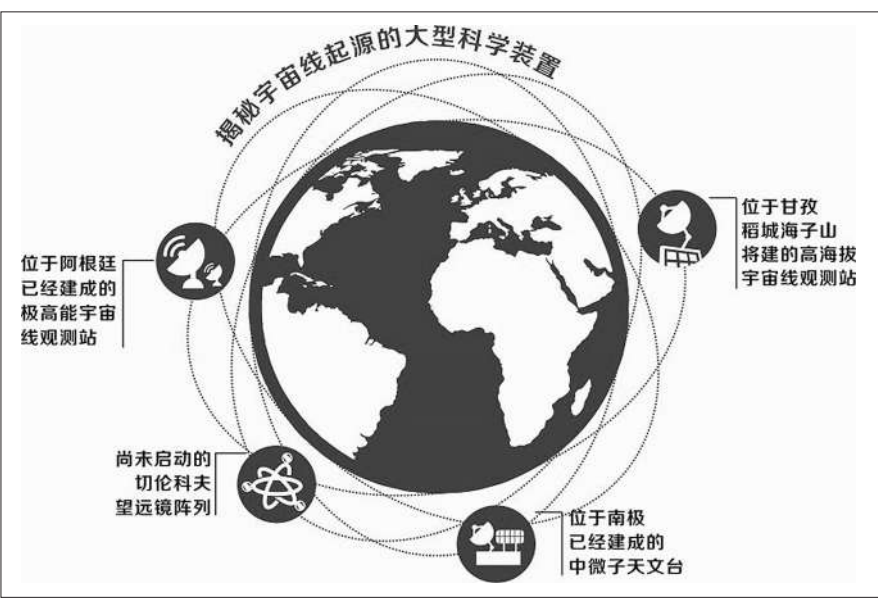 揭秘宇宙线起源的大型科学装置
位于甘孜
稻城海子山
将建的高海拔
宇宙线观测站
位于阿根廷
已经建成的
极高能宇宙
线观测站
尚未启动的
切伦科夫
望远镜阵列
位于南极
已经建成的
中微子天文台